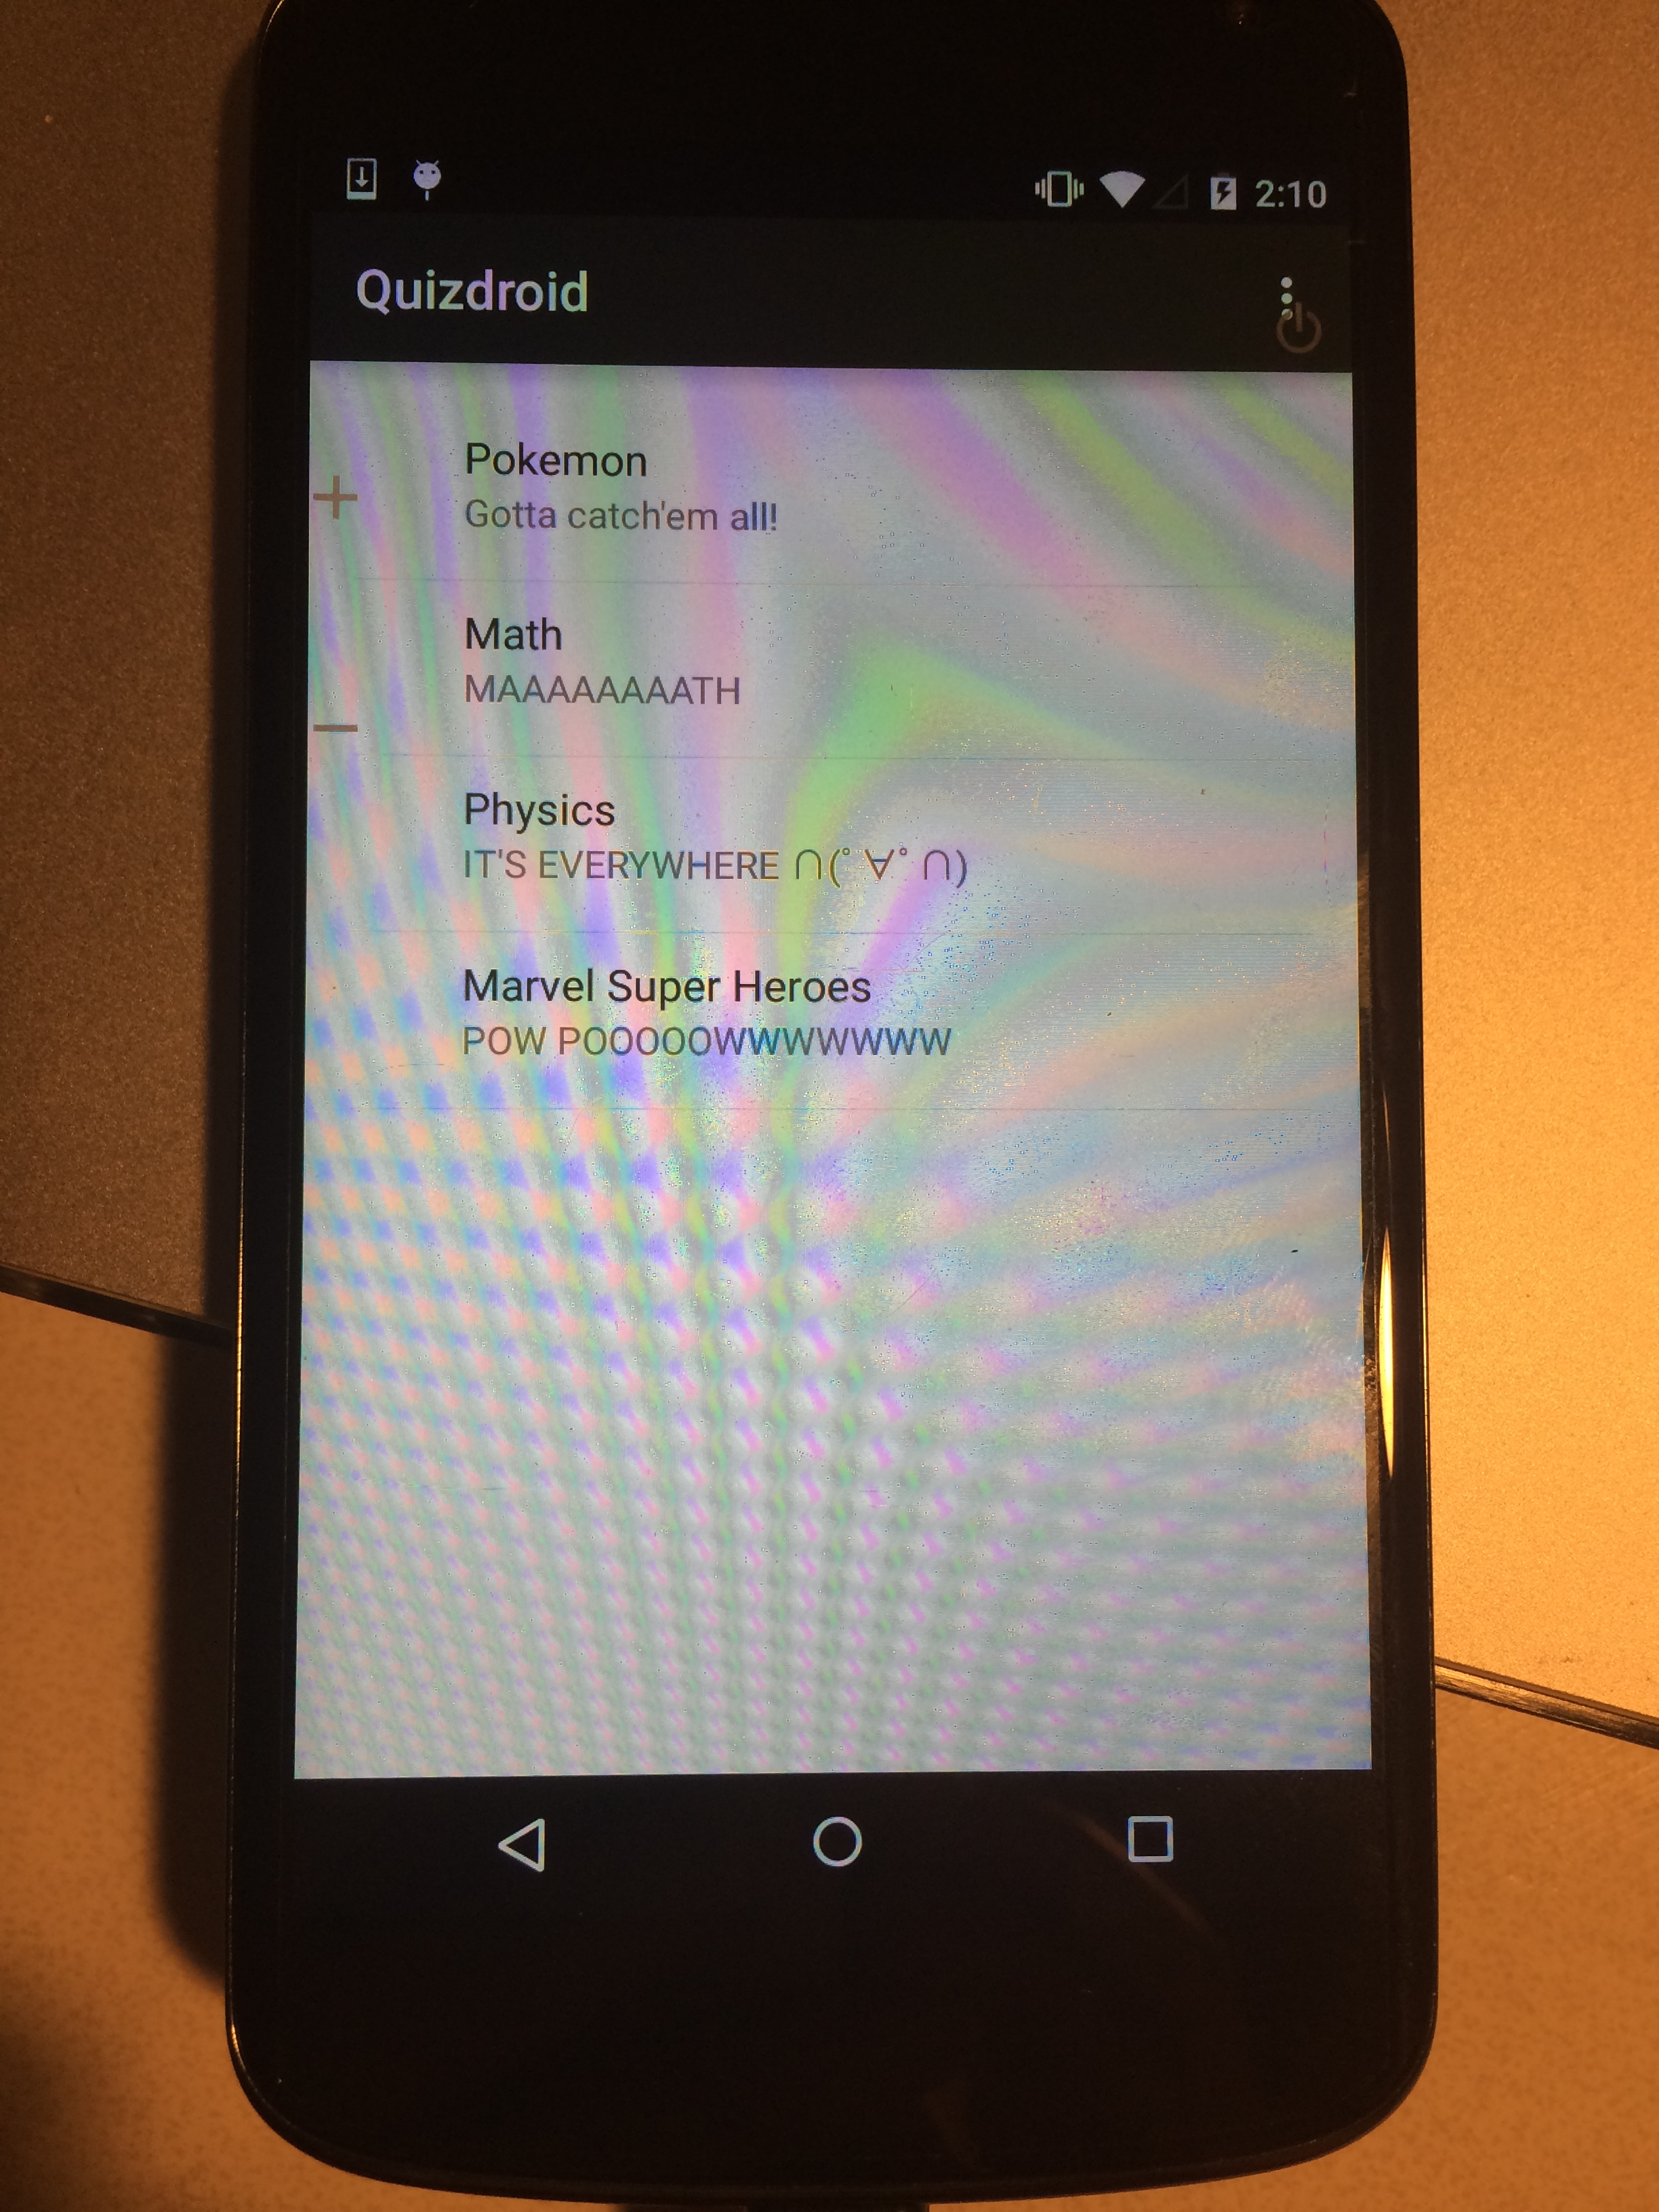 2:10
Quizdroid
Pokemon
Gotta catch'em all!
Math
MAAAAAAAATH
Physics
IT'S EVERYWHERE ∩(˚ ∀˚ ∩)
Marvel Super Heroes
POW POOOOOWWWWWWW